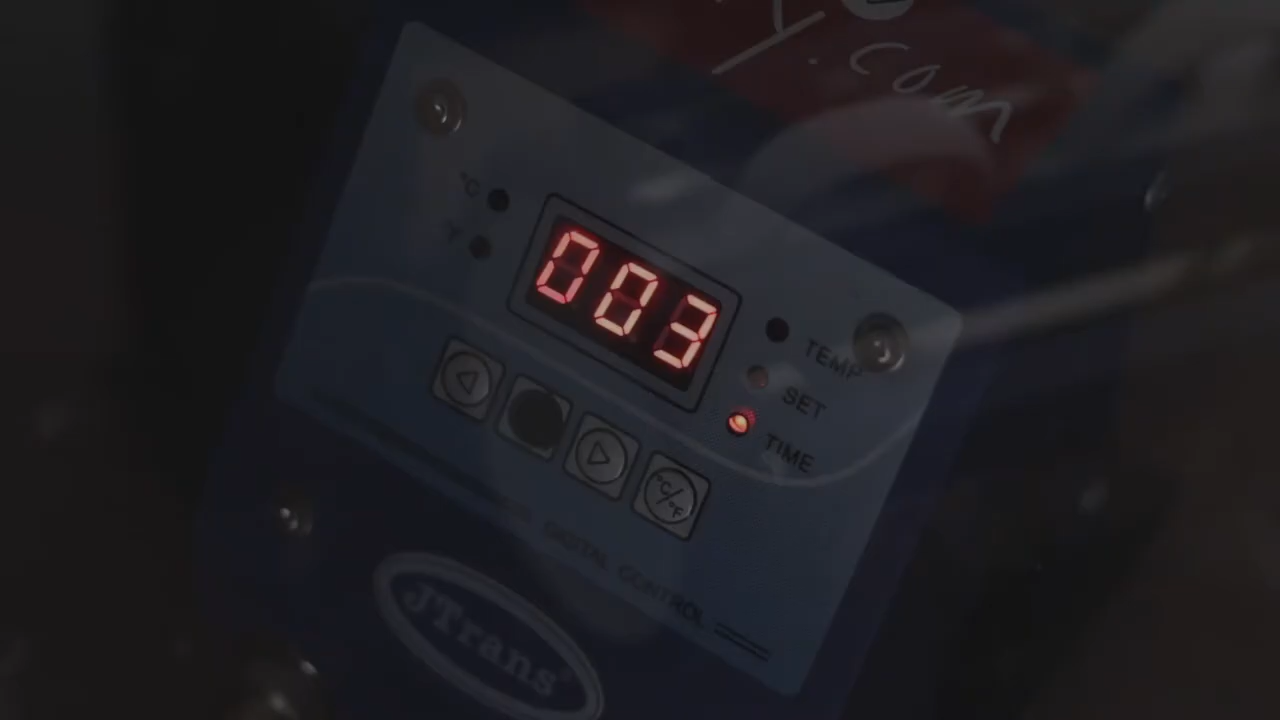 y.com
°C
°F
003
TEMP
SET
TIME
°C/°F
DIGITAL CONTROL
JTrans